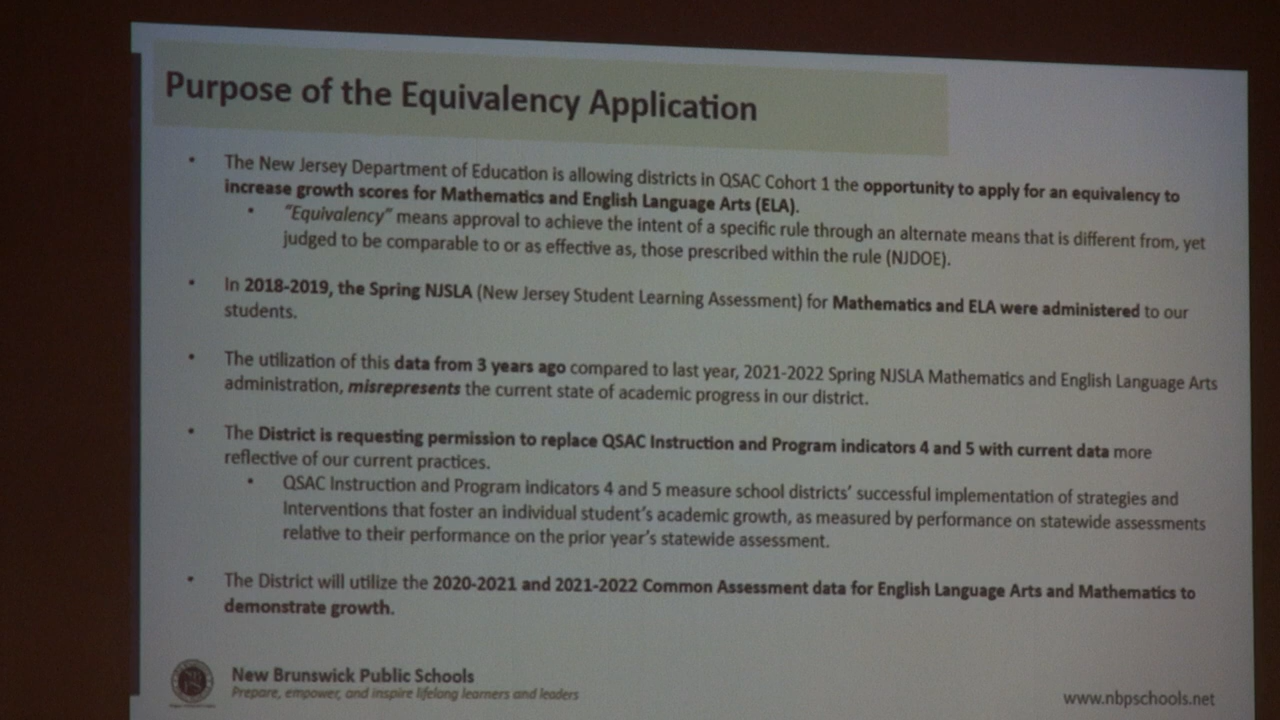 Purpose of the Equivalency Application
• The New Jersey Department of Education is allowing districts in QSAC Cohort 1 the opportunity to apply for an equivalency to
increase growth scores for Mathematics and English Language Arts (ELA).
• "Equivalency" means approval to achieve the intent of a specific rule through an alternate means that is different from, yet
judged to be comparable to or as effective as, those prescribed within the rule (NJDOE).
• In 2018-2019, the Spring NJSLA (New Jersey Student Learning Assessment) for Mathematics and ELA were administered to our
students.
• The utilization of this data from 3 years ago compared to last year, 2021-2022 Spring NJSLA Mathematics and English Language Arts
administration, misrepresents the current state of academic progress in our district.
• The District is requesting permission to replace QSAC Instruction and Program indicators 4 and 5 with current data more
reflective of our current practices.
• QSAC Instruction and Program indicators 4 and 5 measure school districts' successful implementation of strategies and
Interventions that foster an individual student's academic growth, as measured by performance on statewide assessments
relative to their performance on the prior year's statewide assessment.
• The District will utilize the 2020-2021 and 2021-2022 Common Assessment data for English Language Arts and Mathematics to
demonstrate growth.
New Brunswick Public Schools
Prepare, empower, and inspire lifelong learners and leaders
www.nbpschools.net